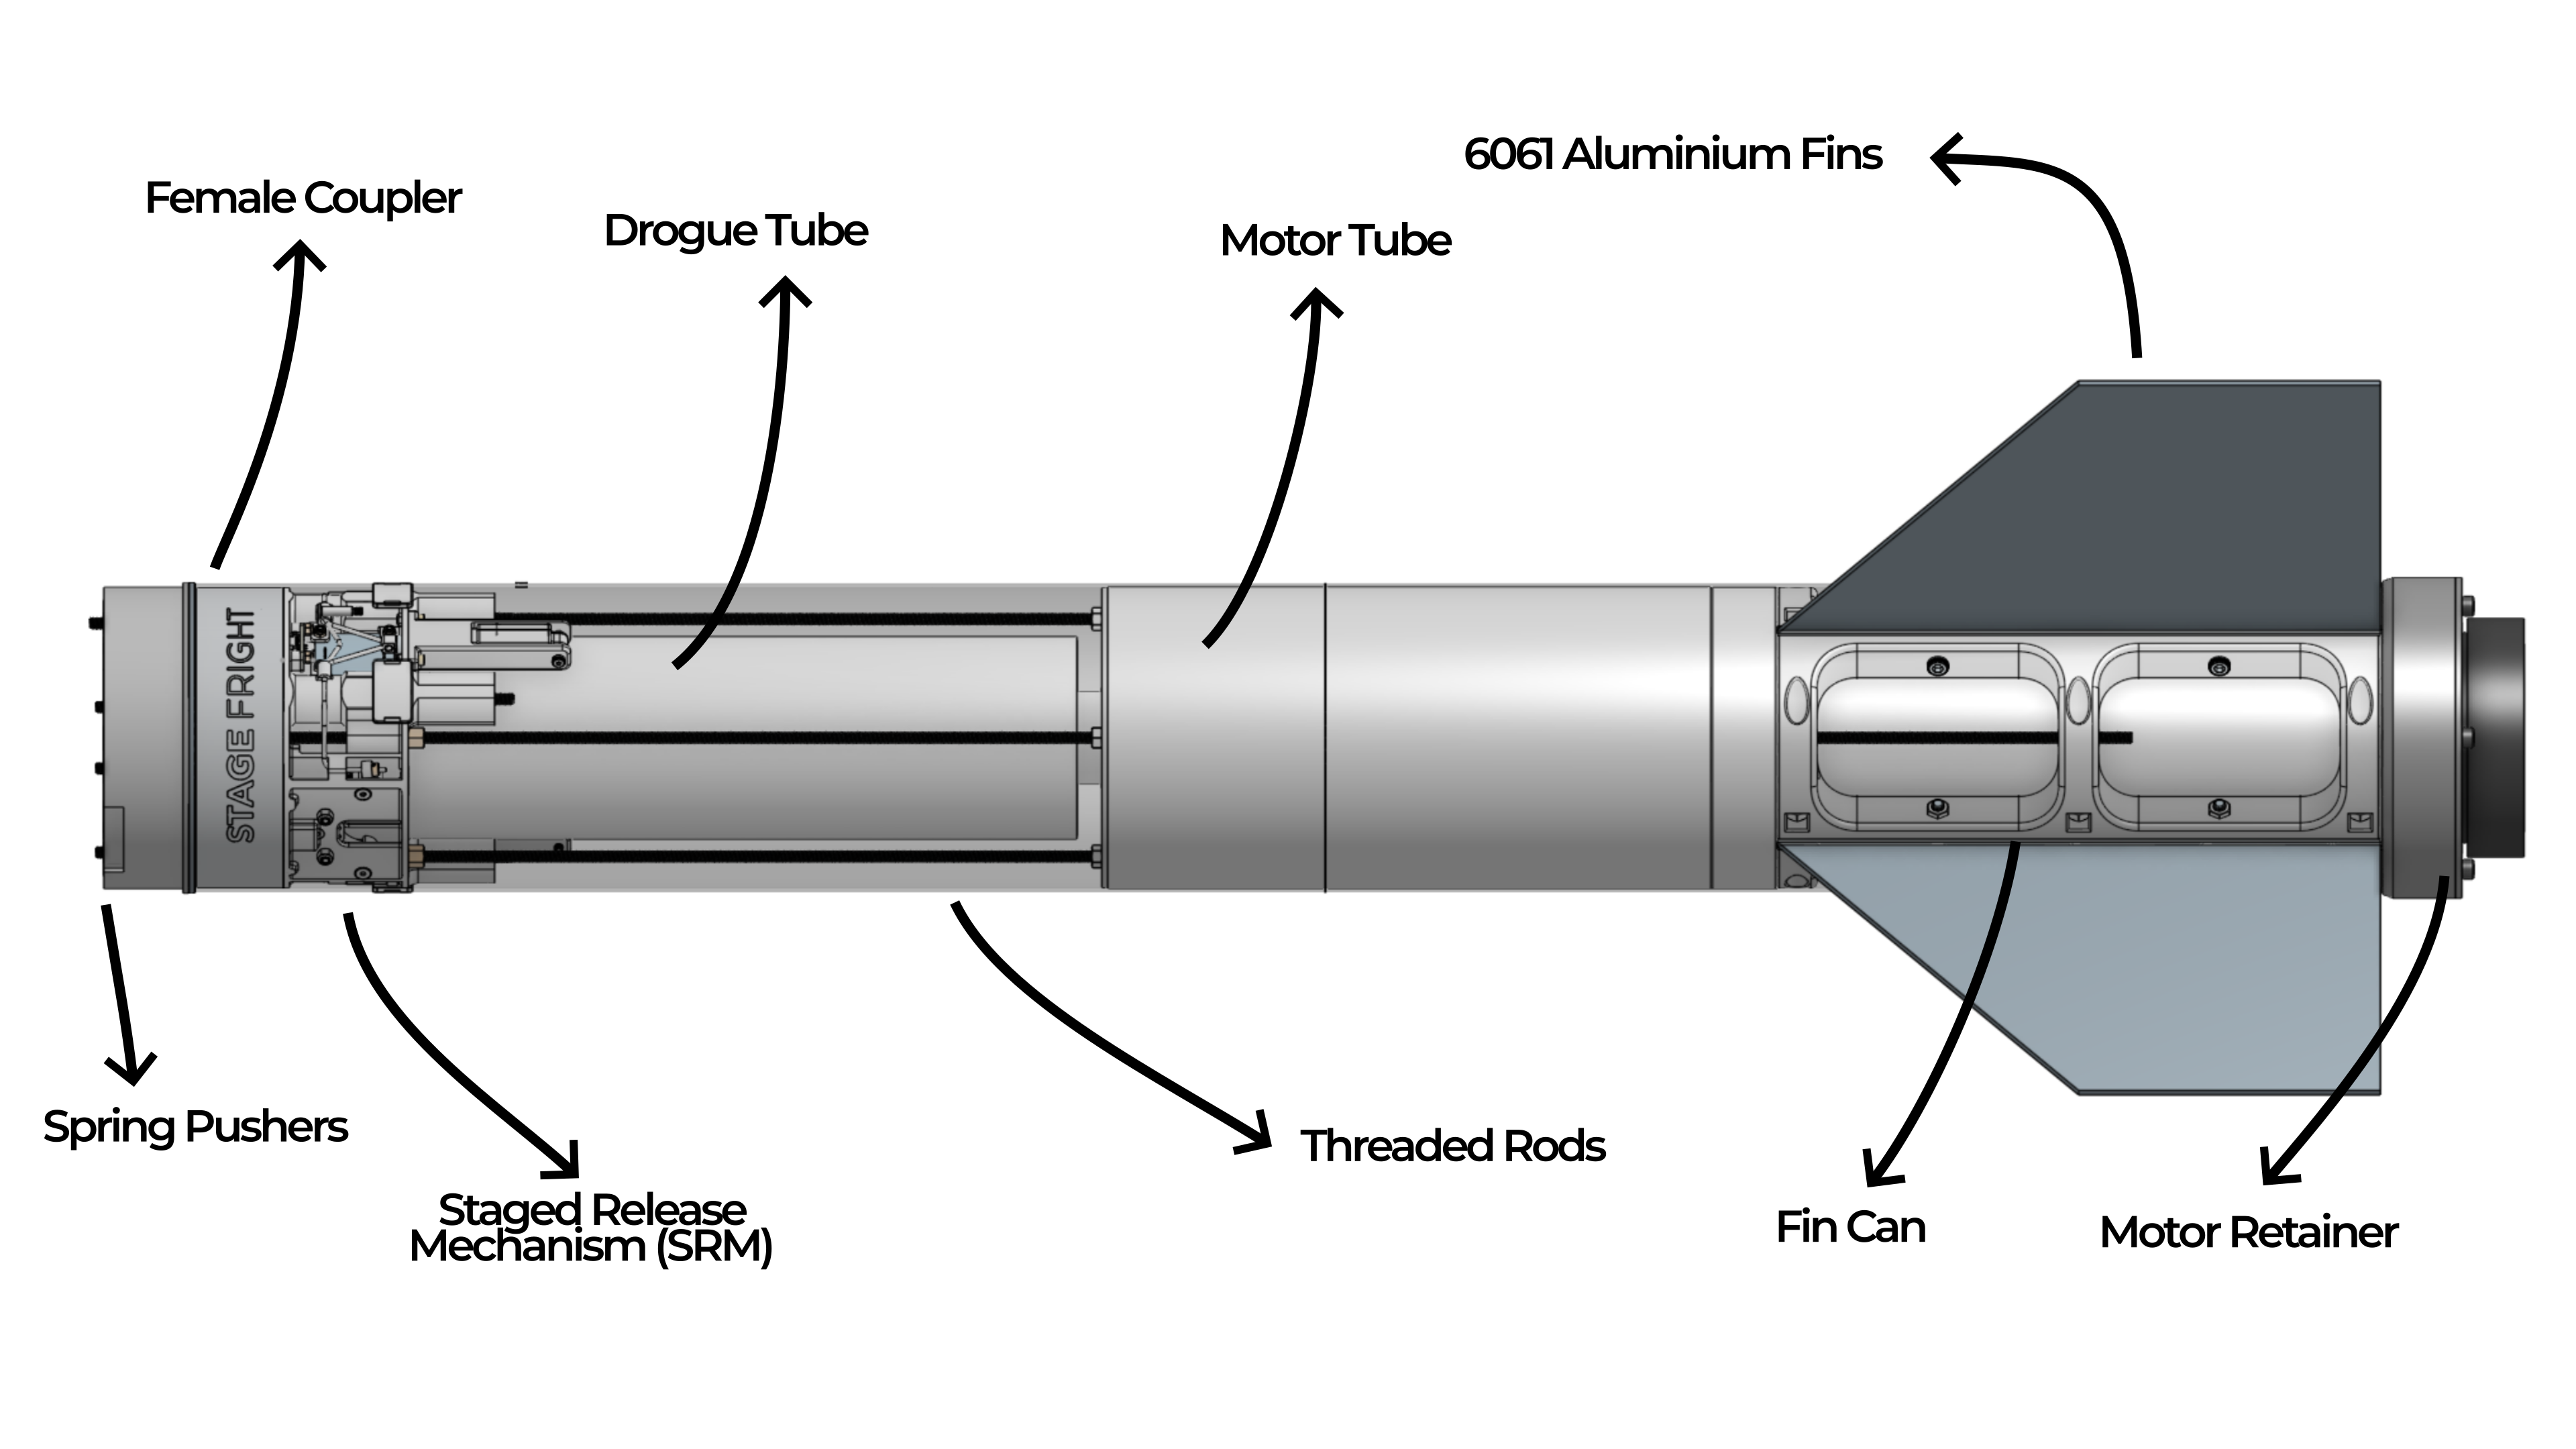 6061 Aluminium Fins
Female Coupler
Drogue Tube
Motor Tube
STAGE FRIGHT
Spring Pushers
Threaded Rods
Staged Release
Mechanism (SRM)
Fin Can
Motor Retainer